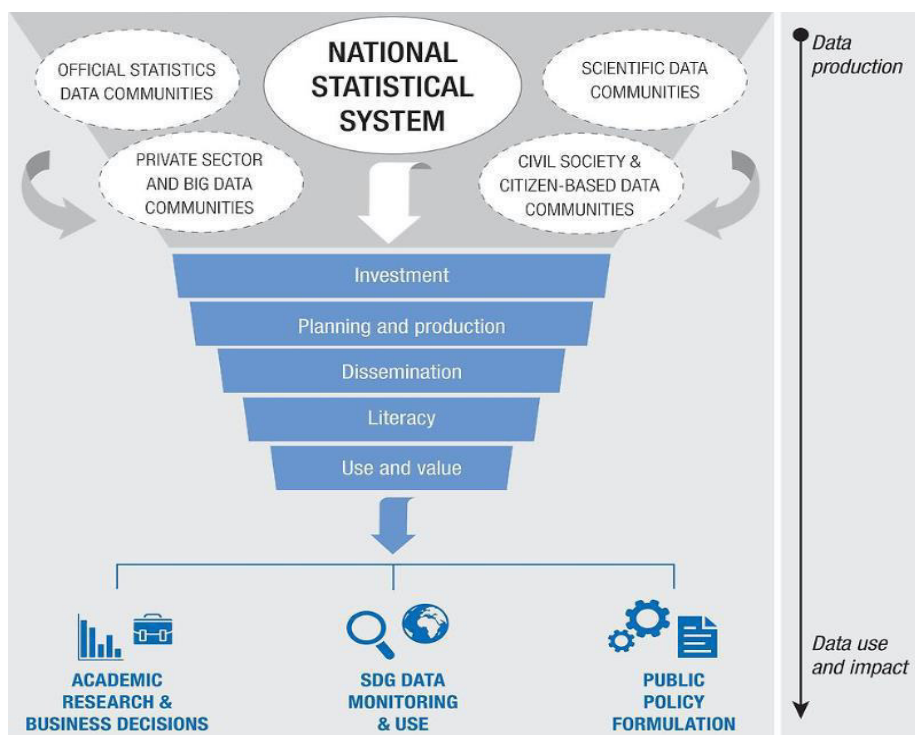 NATIONAL
STATISTICAL
SYSTEM
OFFICIAL STATISTICS
DATA COMMUNITIES
SCIENTIFIC DATA
COMMUNITIES
PRIVATE SECTOR
AND BIG DATA
COMMUNITIES
CIVIL SOCIETY &
CITIZEN-BASED DATA
COMMUNITIES
Investment
Planning and production
Dissemination
Literacy
Use and value
ACADEMIC
RESEARCH &
BUSINESS DECISIONS
SDG DATA
MONITORING
& USE
PUBLIC
POLICY
FORMULATION
Data
production
Data use
and impact